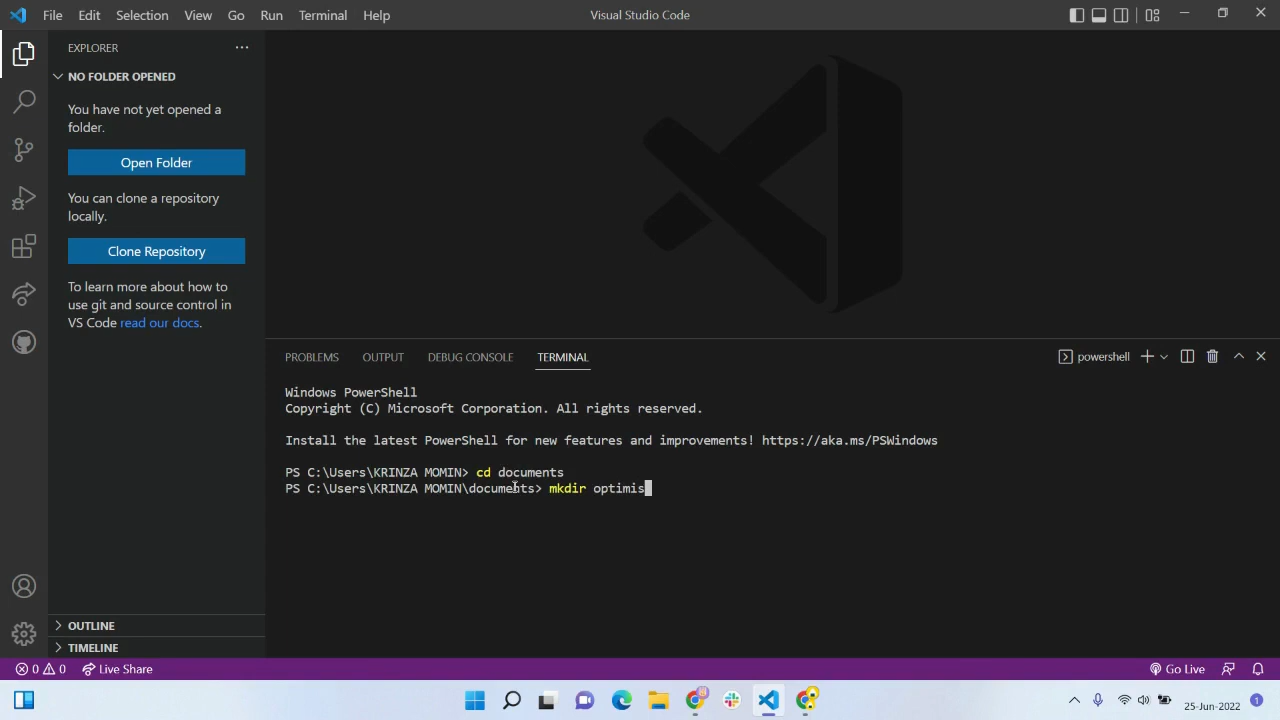 File Edit Selection View Go Run Terminal Help Visual Studio Code
EXPLORER
NO FOLDER OPENED
You have not yet opened a
folder.
Open Folder
You can clone a repository
locally.
Clone Repository
To learn more about how to
use git and source control in
VS Code read our docs.
PROBLEMS OUTPUT DEBUG CONSOLE TERMINAL powershell
Windows PowerShell
Copyright (C) Microsoft Corporation. All rights reserved.
Install the latest PowerShell for new features and improvements! https://aka.ms/PSWindows
PS C:\Users\KRINZA MOMIN> cd documents
PS C:\Users\KRINZA MOMIN\documents> mkdir optimis
OUTLINE
TIMELINE
0 0 Live Share Go Live
25-Jun-2022 1